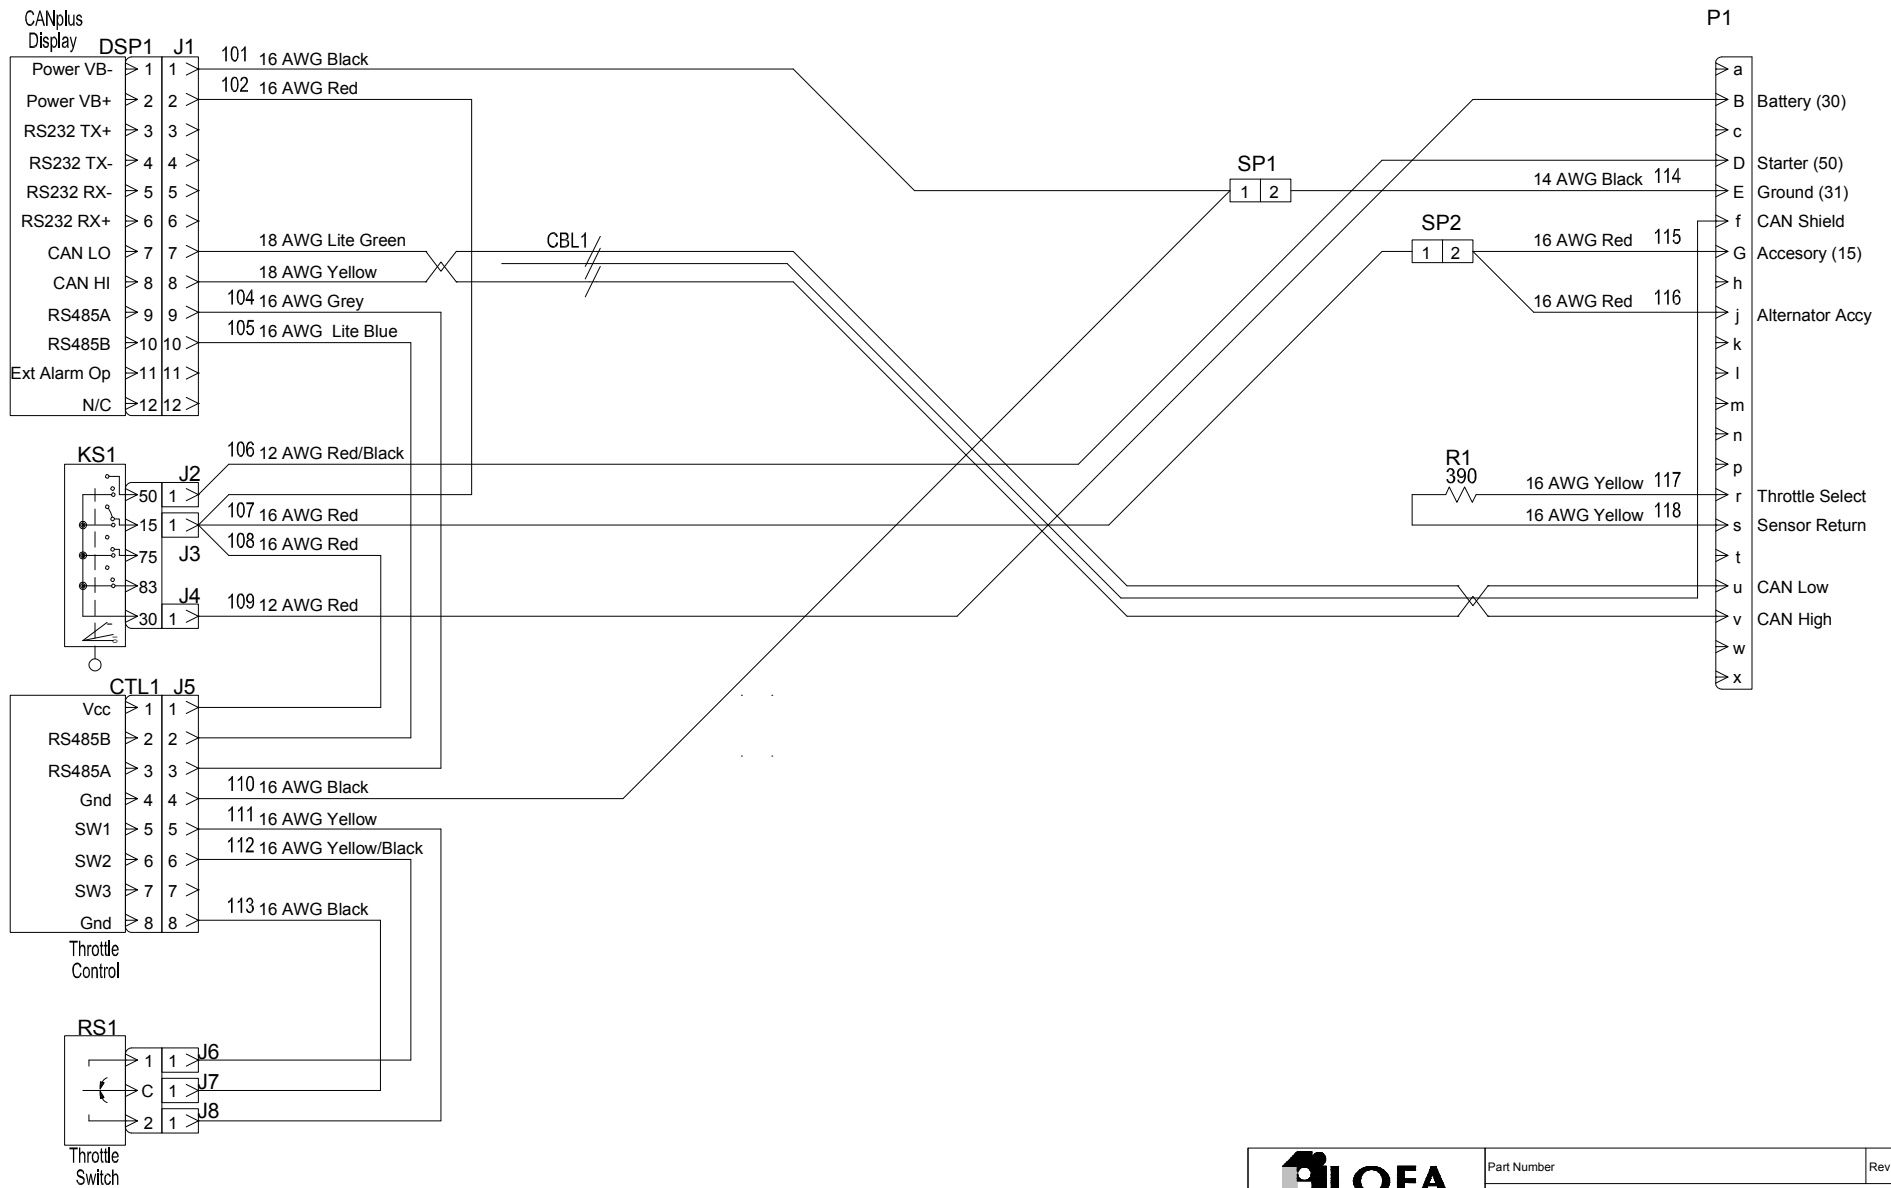 CANplus
Display
DSP1 J1
Power VB- 1 1 101 16 AWG Black
Power VB+ 2 2 102 16 AWG Red
RS232 TX+ 3 3
RS232 TX- 4 4
RS232 RX- 5 5
RS232 RX+ 6 6
CAN LO 7 7 18 AWG Lite Green
CAN HI 8 8 18 AWG Yellow
RS485A 9 9 104 16 AWG Grey
RS485B 10 10 105 16 AWG Lite Blue
Ext Alarm Op 11 11
N/C 12 12
CBL1
KS1
J2
50 1 106 12 AWG Red/Black
15 1 107 16 AWG Red
J3
75 108 16 AWG Red
83
J4
30 1 109 12 AWG Red
CTL1 J5
Vcc 1 1
RS485B 2 2
RS485A 3 3
Gnd 4 4 110 16 AWG Black
SW1 5 5 111 16 AWG Yellow
SW2 6 6 112 16 AWG Yellow/Black
SW3 7 7
Gnd 8 8 113 16 AWG Black
Throttle
Control
RS1
1 1 J6
C 1 J7
2 1 J8
Throttle
Switch
SP1
1 2
14 AWG Black 114
SP2
1 2
16 AWG Red 115
16 AWG Red 116
R1
390
16 AWG Yellow 117
16 AWG Yellow 118
P1
a
B Battery (30)
c
D Starter (50)
E Ground (31)
f CAN Shield
G Accesory (15)
h
j Alternator Accy
k
l
m
n
p
r Throttle Select
s Sensor Return
t
u CAN Low
v CAN High
w
x
LOFA
Part Number
Rev